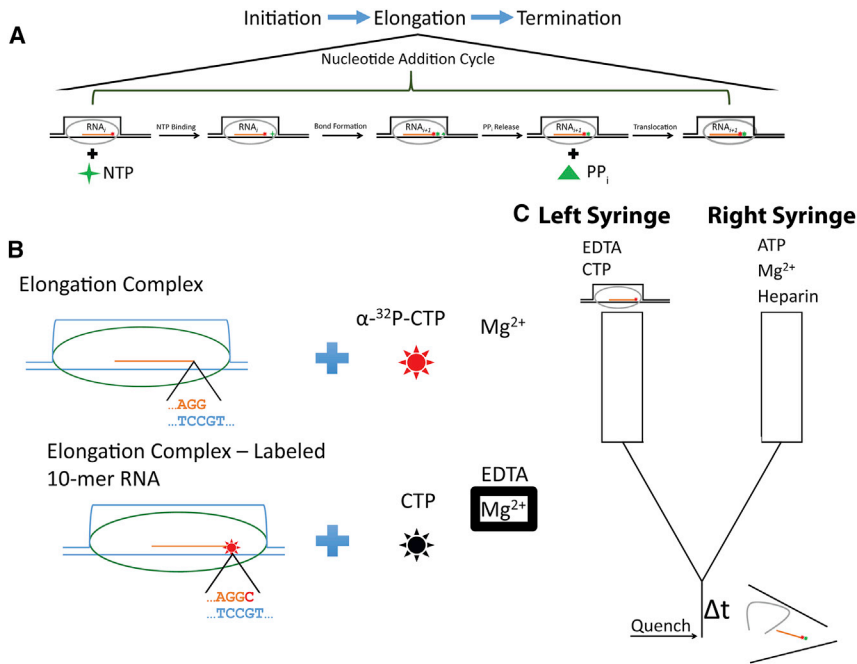 Initiation Elongation Termination
A
Nucleotide Addition Cycle
RNAi NTP Binding RNAi Bond Formation RNAi+1 PPi Release RNAi+1 Translocation RNAi+1
NTP PPi
B
Elongation Complex
α-³²P-CTP
Mg²⁺
...AGG
...TCCGT...
Elongation Complex – Labeled
10-mer RNA
CTP
EDTA
Mg²⁺
...AGGC
...TCCGT...
C Left Syringe Right Syringe
EDTA
CTP
ATP
Mg²⁺
Heparin
Δt
Quench